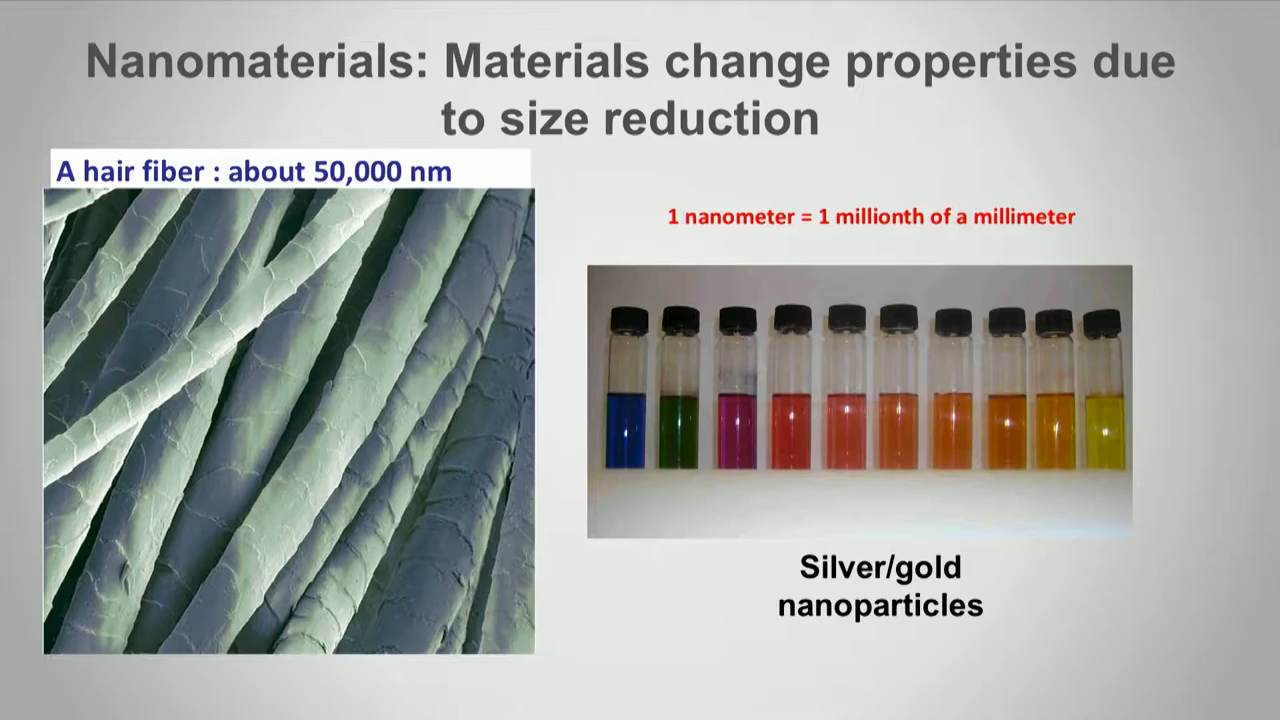 Nanomaterials: Materials change properties due
to size reduction
A hair fiber : about 50,000 nm
1 nanometer = 1 millionth of a millimeter
Silver/gold
nanoparticles